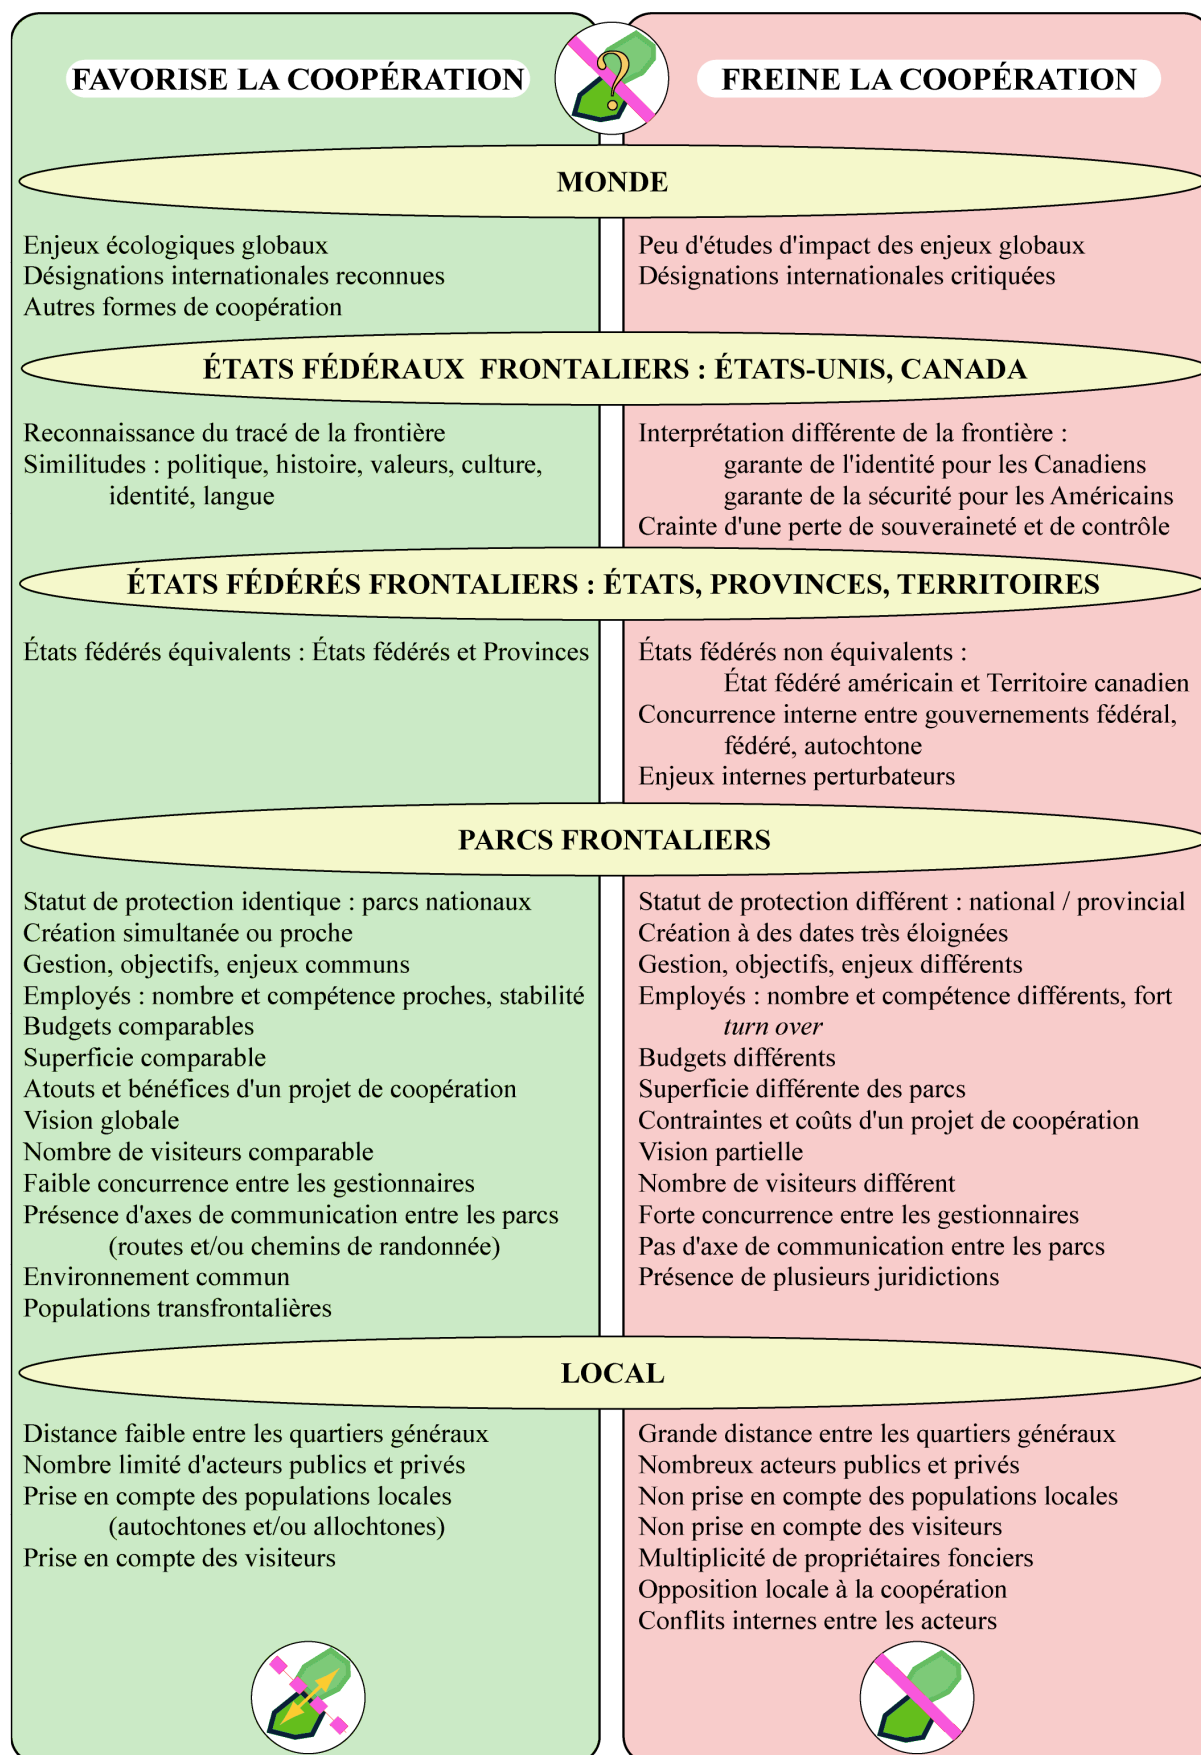 FAVORISE LA COOPÉRATION
?
FREINE LA COOPÉRATION
MONDE
Enjeux écologiques globaux
Désignations internationales reconnues
Autres formes de coopération
Peu d'études d'impact des enjeux globaux
Désignations internationales critiquées
ÉTATS FÉDÉRAUX FRONTALIERS : ÉTATS-UNIS, CANADA
Reconnaissance du tracé de la frontière
Similitudes : politique, histoire, valeurs, culture,
identité, langue
Interprétation différente de la frontière :
garante de l'identité pour les Canadiens
garante de la sécurité pour les Américains
Crainte d'une perte de souveraineté et de contrôle
ÉTATS FÉDÉRÉS FRONTALIERS : ÉTATS, PROVINCES, TERRITOIRES
États fédérés équivalents : États fédérés et Provinces
États fédérés non équivalents :
État fédéré américain et Territoire canadien
Concurrence interne entre gouvernements fédéral,
fédéré, autochtone
Enjeux internes perturbateurs
PARCS FRONTALIERS
Statut de protection identique : parcs nationaux
Création simultanée ou proche
Gestion, objectifs, enjeux communs
Employés : nombre et compétence proches, stabilité
Budgets comparables
Superficie comparable
Atouts et bénéfices d'un projet de coopération
Vision globale
Nombre de visiteurs comparable
Faible concurrence entre les gestionnaires
Présence d'axes de communication entre les parcs
(routes et/ou chemins de randonnée)
Environnement commun
Populations transfrontalières
Statut de protection différent : national / provincial
Création à des dates très éloignées
Gestion, objectifs, enjeux différents
Employés : nombre et compétence différents, fort
turn over
Budgets différents
Superficie différente des parcs
Contraintes et coûts d'un projet de coopération
Vision partielle
Nombre de visiteurs différent
Forte concurrence entre les gestionnaires
Pas d'axe de communication entre les parcs
Présence de plusieurs juridictions
LOCAL
Distance faible entre les quartiers généraux
Nombre limité d'acteurs publics et privés
Prise en compte des populations locales
(autochtones et/ou allochtones)
Prise en compte des visiteurs
Grande distance entre les quartiers généraux
Nombreux acteurs publics et privés
Non prise en compte des populations locales
Non prise en compte des visiteurs
Multiplicité de propriétaires fonciers
Opposition locale à la coopération
Conflits internes entre les acteurs